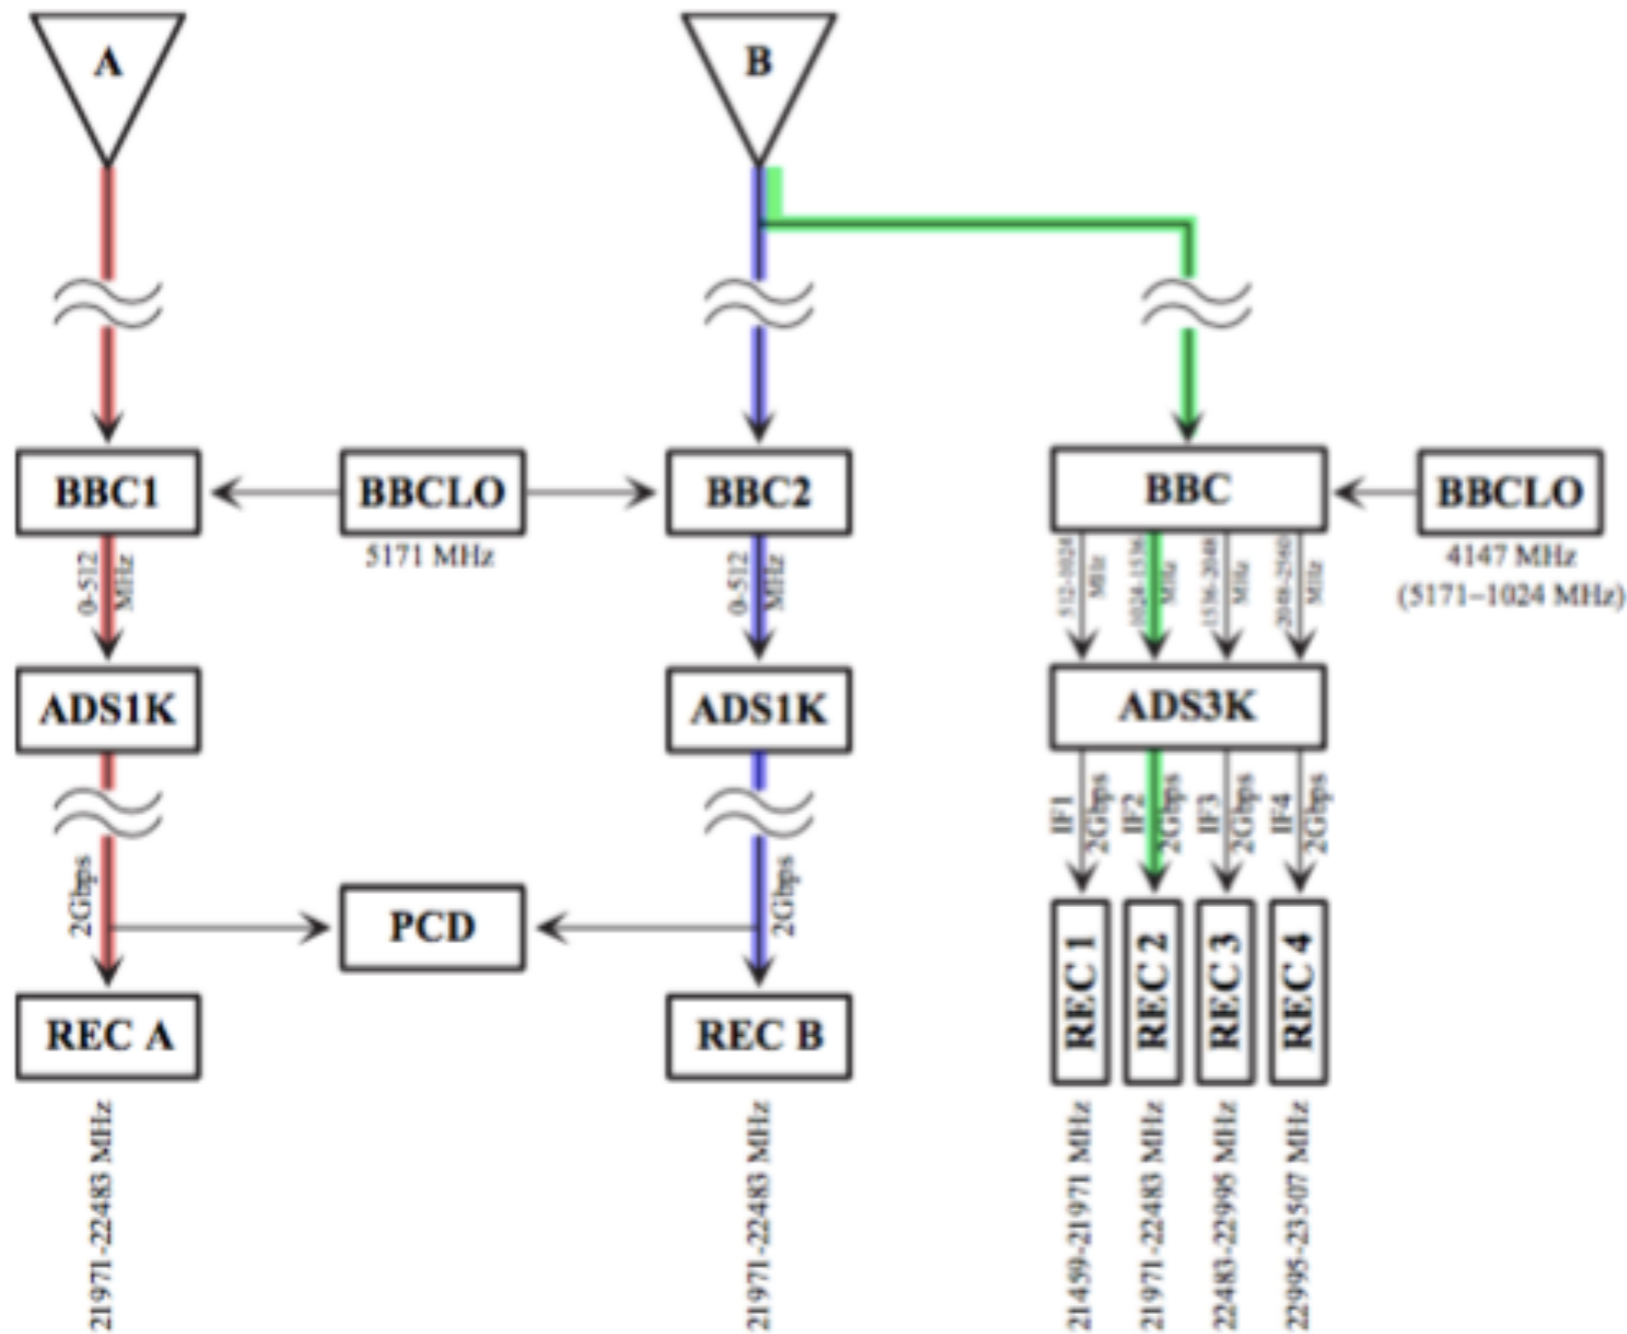 A
B
BBC1
BBCLO
BBC2
BBC
BBCLO
5171 MHz
4147 MHz
(5171–1024 MHz)
0-512
MHz
0-512
MHz
512-1024
MHz
1024-1536
MHz
1536-2048
MHz
2048-2560
MHz
ADS1K
ADS1K
ADS3K
IF1
2Gbps
IF2
2Gbps
IF3
2Gbps
IF4
2Gbps
2Gbps
PCD
2Gbps
REC A
REC B
REC 1
REC 2
REC 3
REC 4
21971-22483 MHz
21971-22483 MHz
21459-21971 MHz
21971-22483 MHz
22483-22995 MHz
22995-23507 MHz